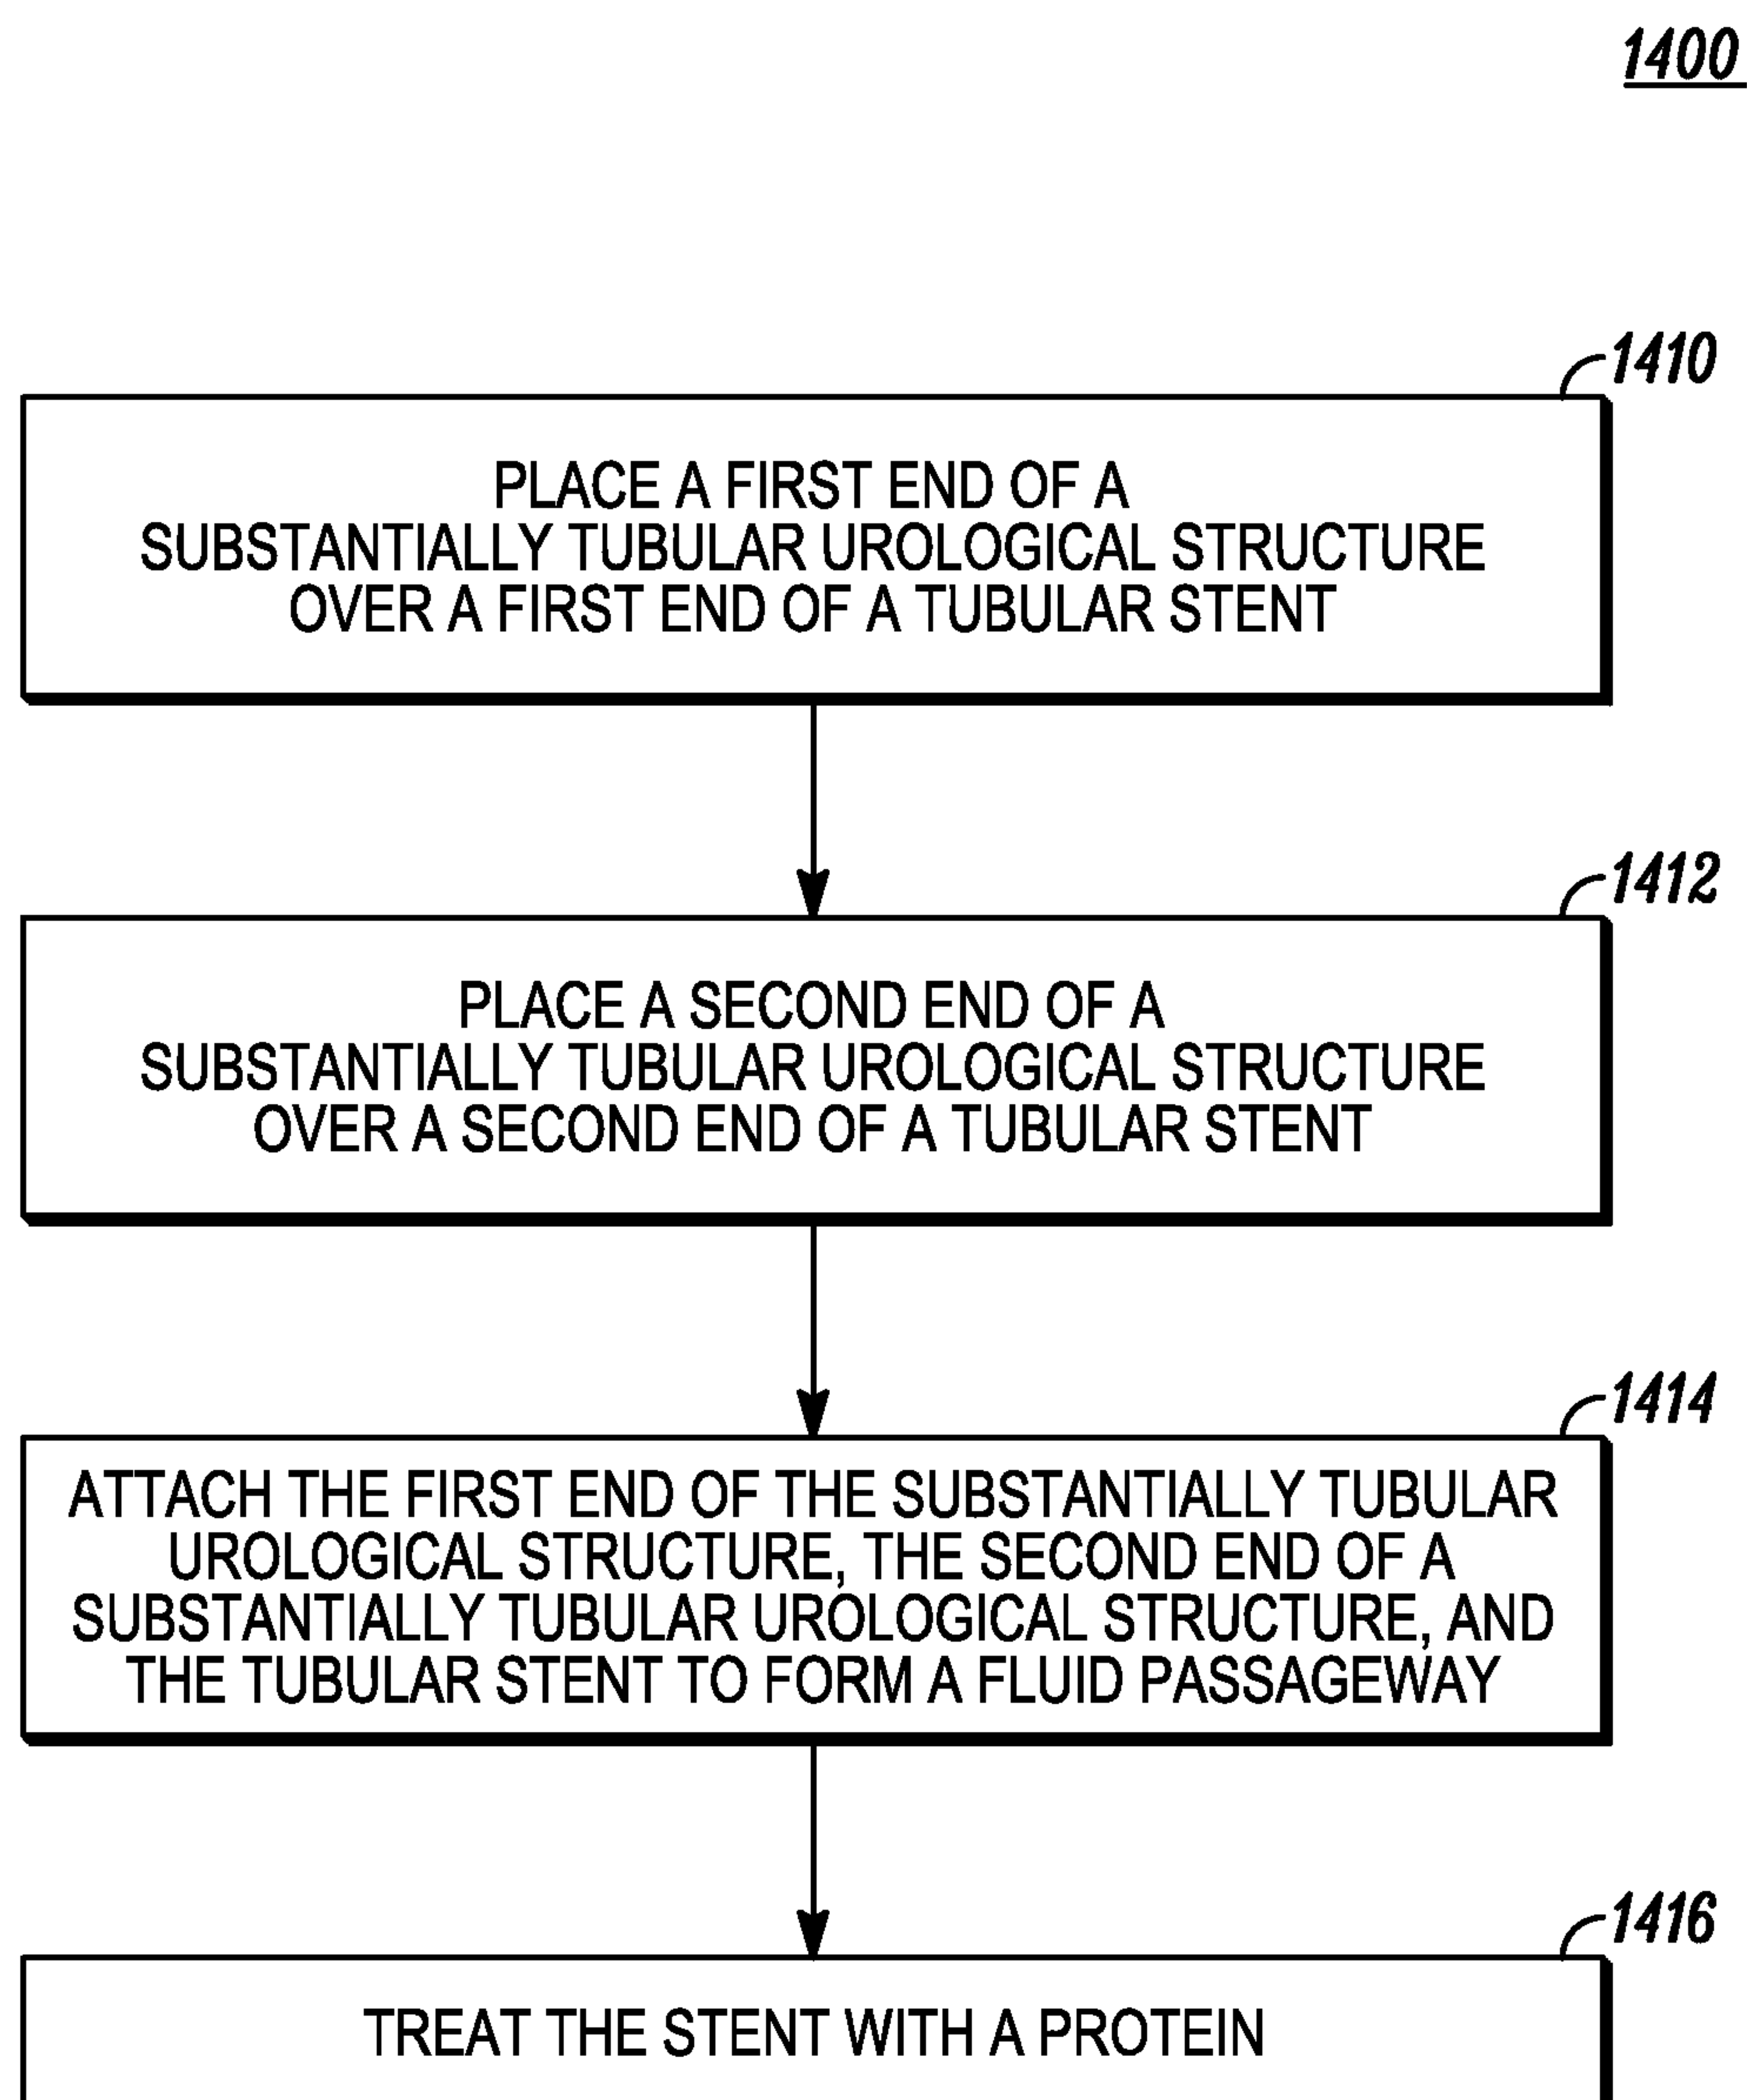 1400
1410
PLACE A FIRST END OF A
SUBSTANTIALLY TUBULAR UROLOGICAL STRUCTURE
OVER A FIRST END OF A TUBULAR STENT
1412
PLACE A SECOND END OF A
SUBSTANTIALLY TUBULAR UROLOGICAL STRUCTURE
OVER A SECOND END OF A TUBULAR STENT
1414
ATTACH THE FIRST END OF THE SUBSTANTIALLY TUBULAR
UROLOGICAL STRUCTURE, THE SECOND END OF A
SUBSTANTIALLY TUBULAR UROLOGICAL STRUCTURE, AND
THE TUBULAR STENT TO FORM A FLUID PASSAGEWAY
1416
TREAT THE STENT WITH A PROTEIN